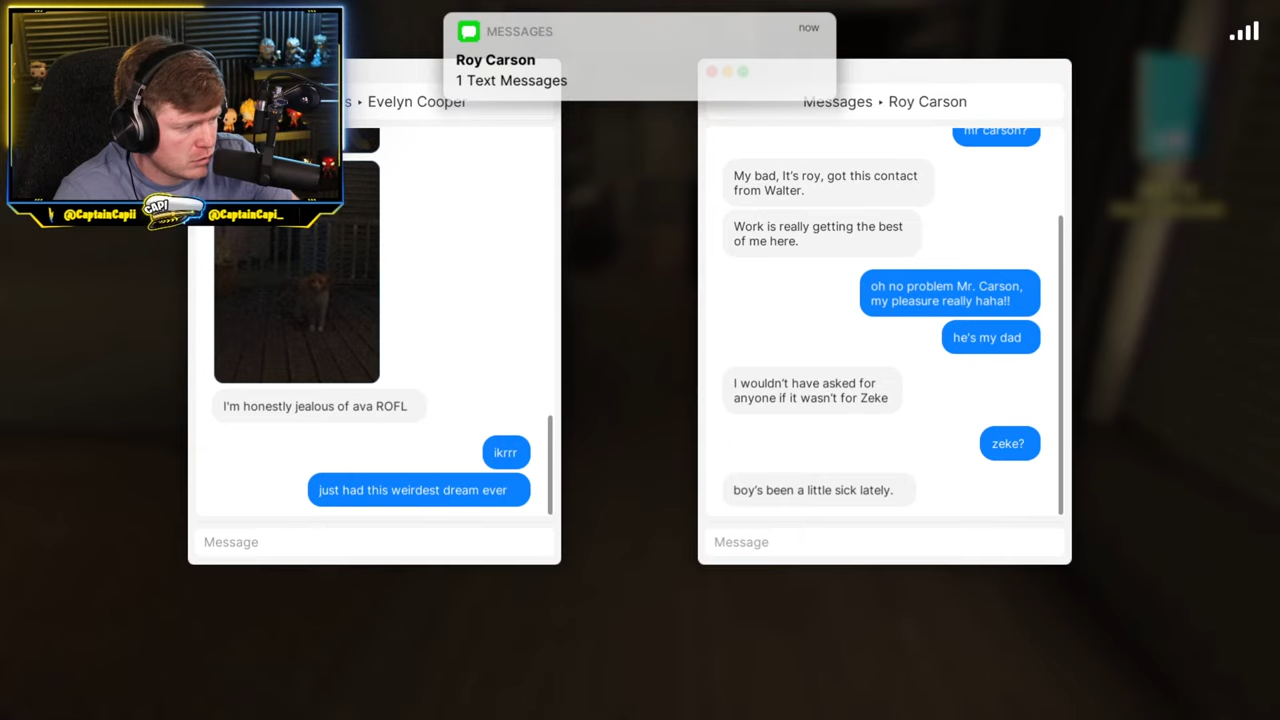 MESSAGES
now
Roy Carson
1 Text Messages
s ▸ Evelyn Cooper
I'm honestly jealous of ava ROFL
ikrrr
just had this weirdest dream ever
Message
Messages ▸ Roy Carson
mr carson?
My bad, It's roy, got this contact
from Walter.
Work is really getting the best
of me here.
oh no problem Mr. Carson,
my pleasure really haha!!
he's my dad
I wouldn't have asked for
anyone if it wasn't for Zeke
zeke?
boy's been a little sick lately.
Message
@CaptainCapii
CAPI
@CaptainCapi_